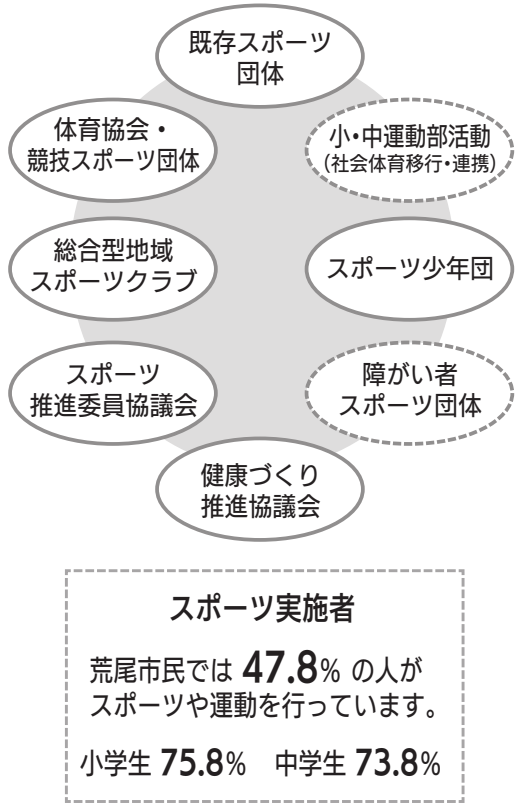 既存スポーツ
団体
体育協会・
競技スポーツ団体
小・中運動部活動
(社会体育移行・連携)
総合型地域
スポーツクラブ
スポーツ少年団
スポーツ
推進委員協議会
障がい者
スポーツ団体
健康づくり
推進協議会
スポーツ実施者
荒尾市民では 47.8% の人が
スポーツや運動を行っています。
小学生 75.8% 中学生 73.8%